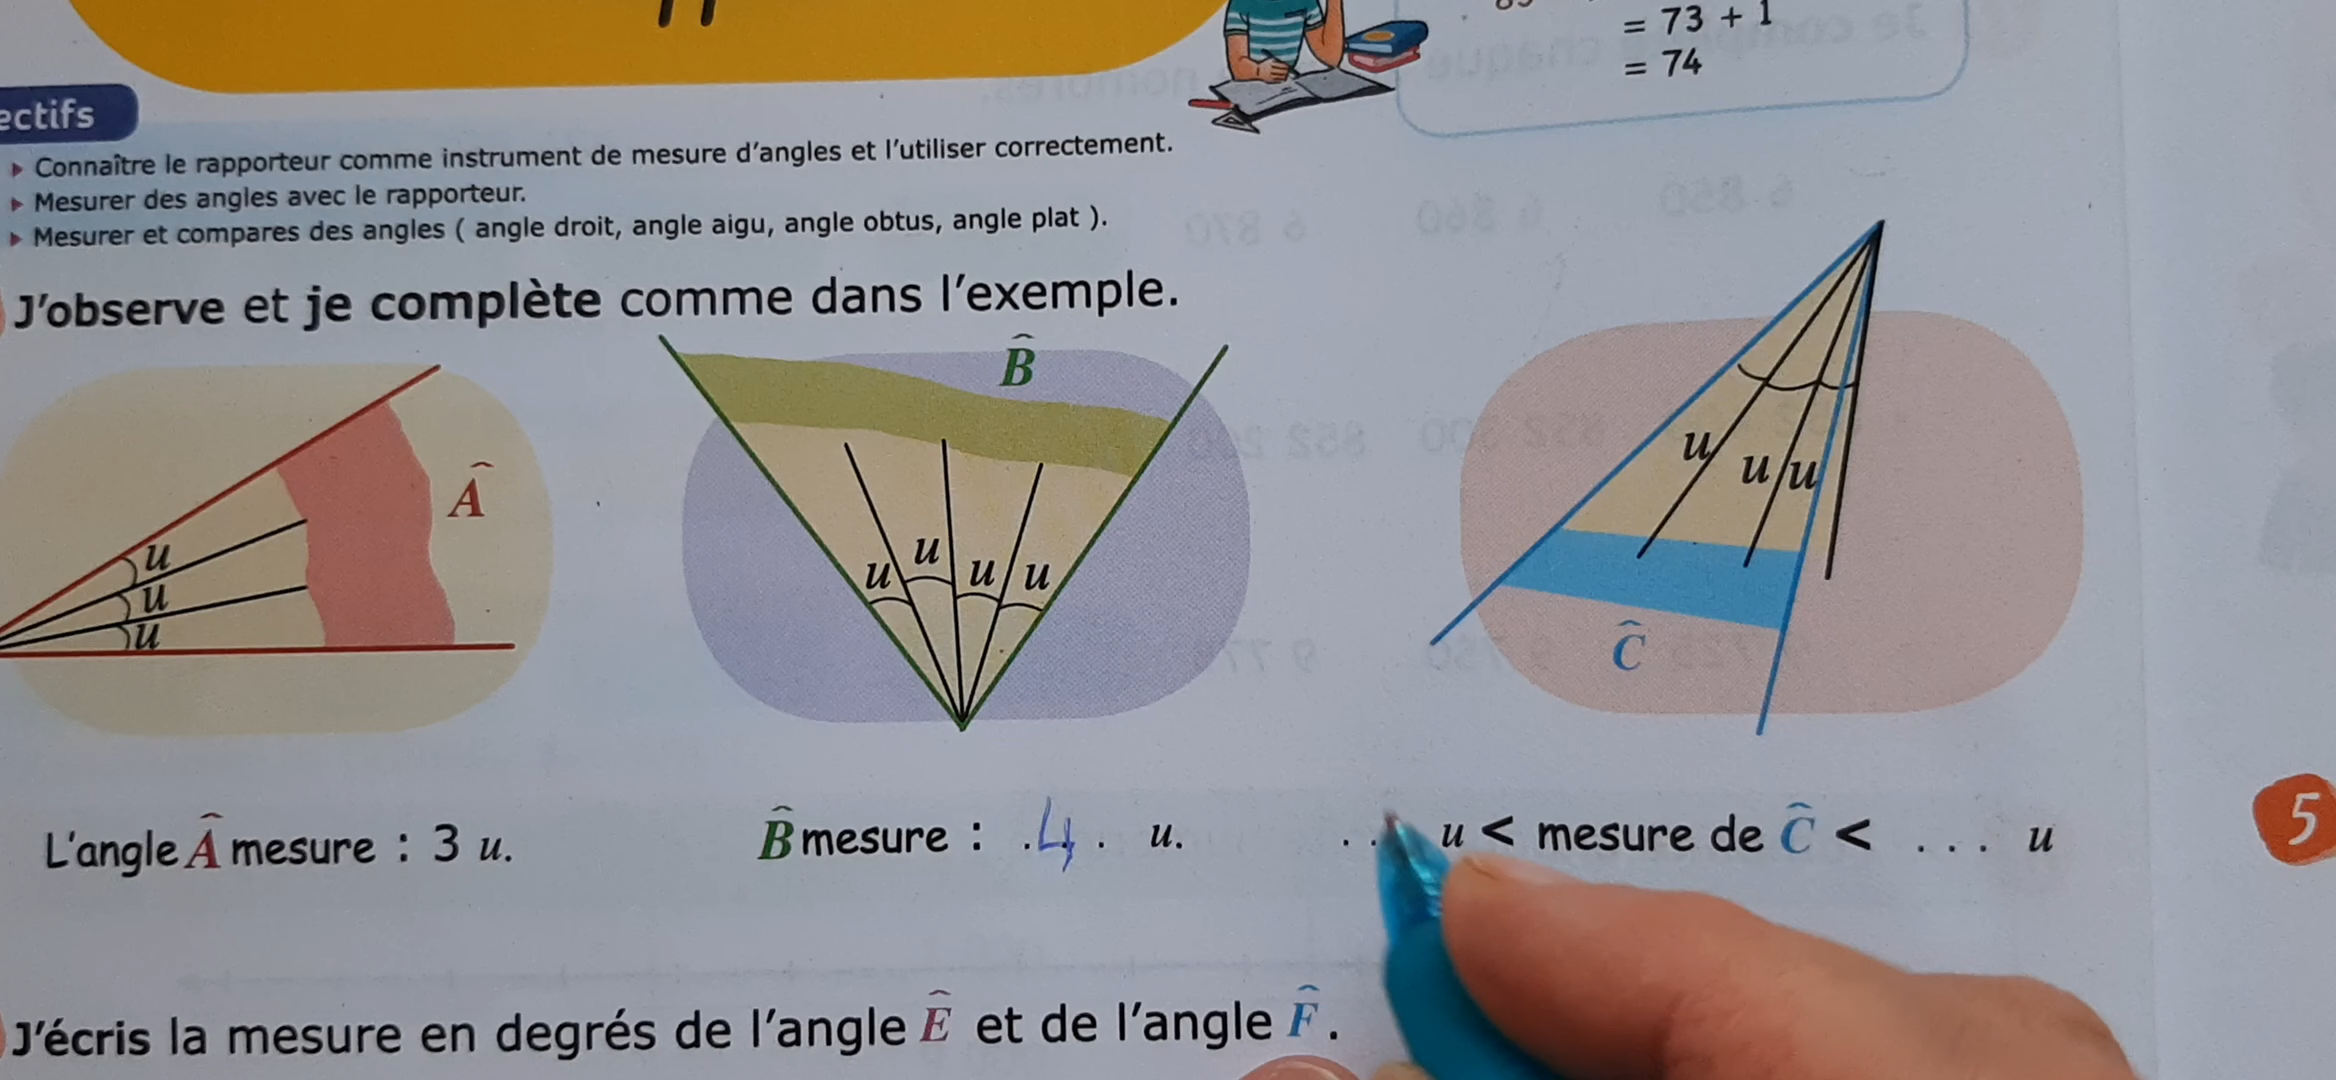 = 73 + 1
= 74
ectifs
Connaître le rapporteur comme instrument de mesure d'angles et l'utiliser correctement.
Mesurer des angles avec le rapporteur.
Mesurer et compares des angles ( angle droit, angle aigu, angle obtus, angle plat ).
J'observe et je complète comme dans l'exemple.
Â
u
u
u
B̂
u u u u
u u u
Ĉ
L'angle Â mesure : 3 u.
B̂ mesure : .4. u.
. . u < mesure de Ĉ < . . . u
5
J'écris la mesure en degrés de l'angle Ê et de l'angle F̂.